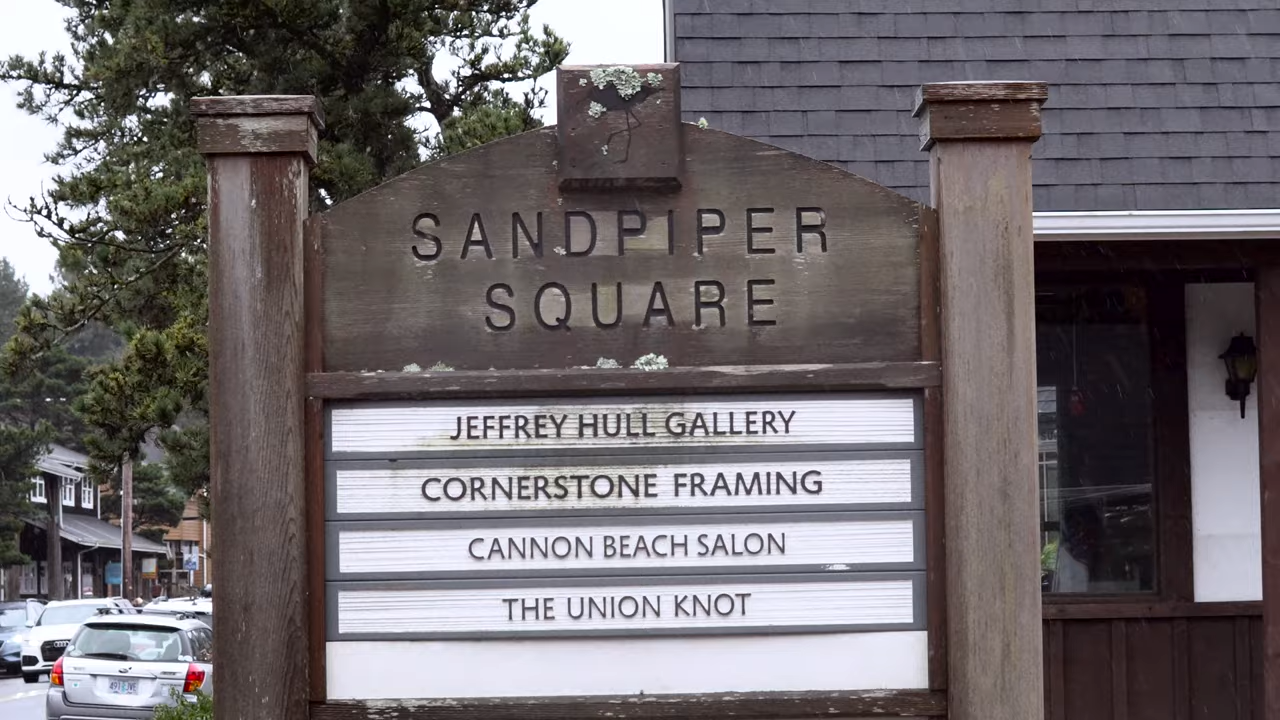 SANDPIPER
SQUARE
JEFFREY HULL GALLERY
CORNERSTONE FRAMING
CANNON BEACH SALON
THE UNION KNOT